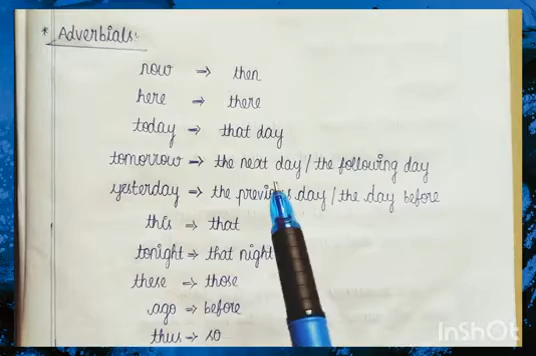 * Adverbials:
now → then
here → there
today → that day
tomorrow → the next day / the following day
yesterday → the previous day / the day before
this → that
tonight → that night
these → those
ago → before
thus → so
InShOt